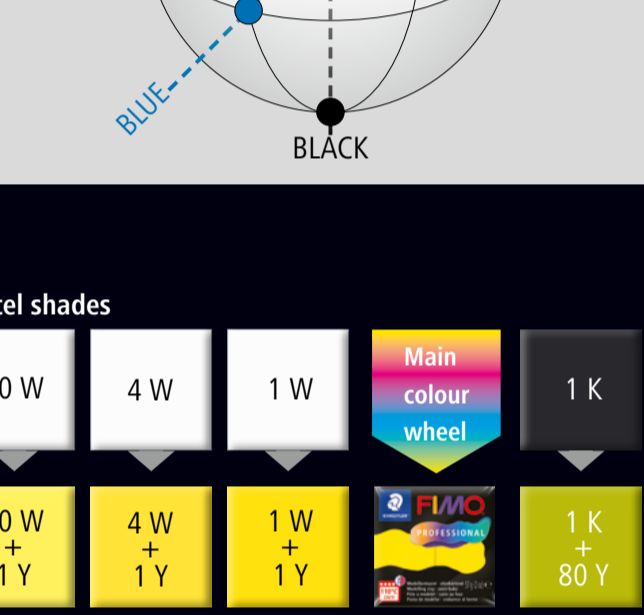 BLUE
BLACK
tel shades
0 W
4 W
1 W
Main
colour
wheel
1 K
0 W
+
1 Y
4 W
+
1 Y
1 W
+
1 Y
STAEDTLER
FIMO
PROFESSIONAL
1 K
+
80 Y